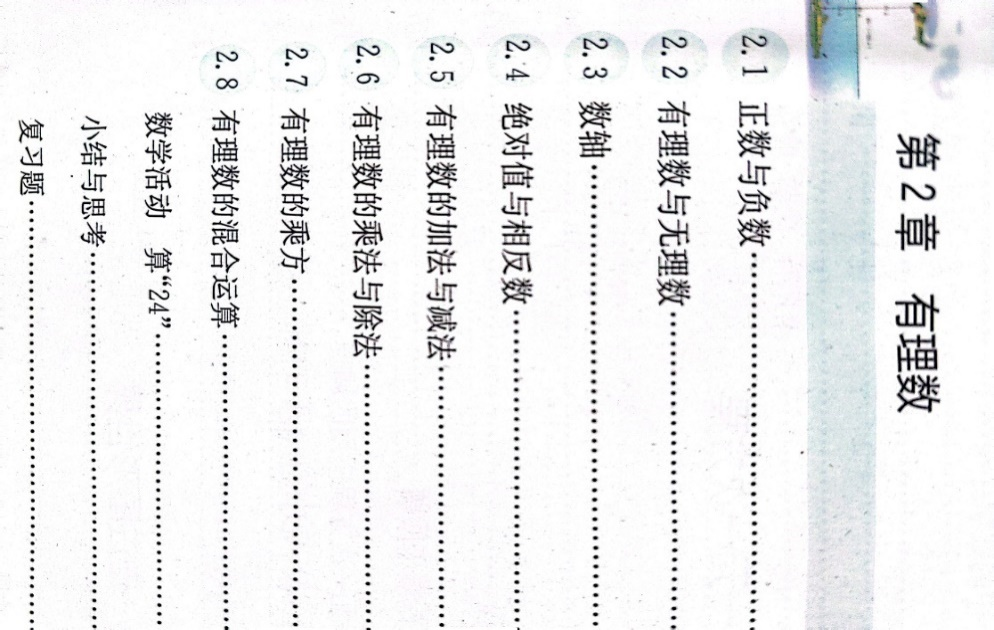 第2章 有理数
2.1 正数与负数
2.2 有理数与无理数
2.3 数轴
2.4 绝对值与相反数
2.5 有理数的加法与减法
2.6 有理数的乘法与除法
2.7 有理数的乘方
2.8 有理数的混合运算
数学活动 算“24”
小结与思考
复习题